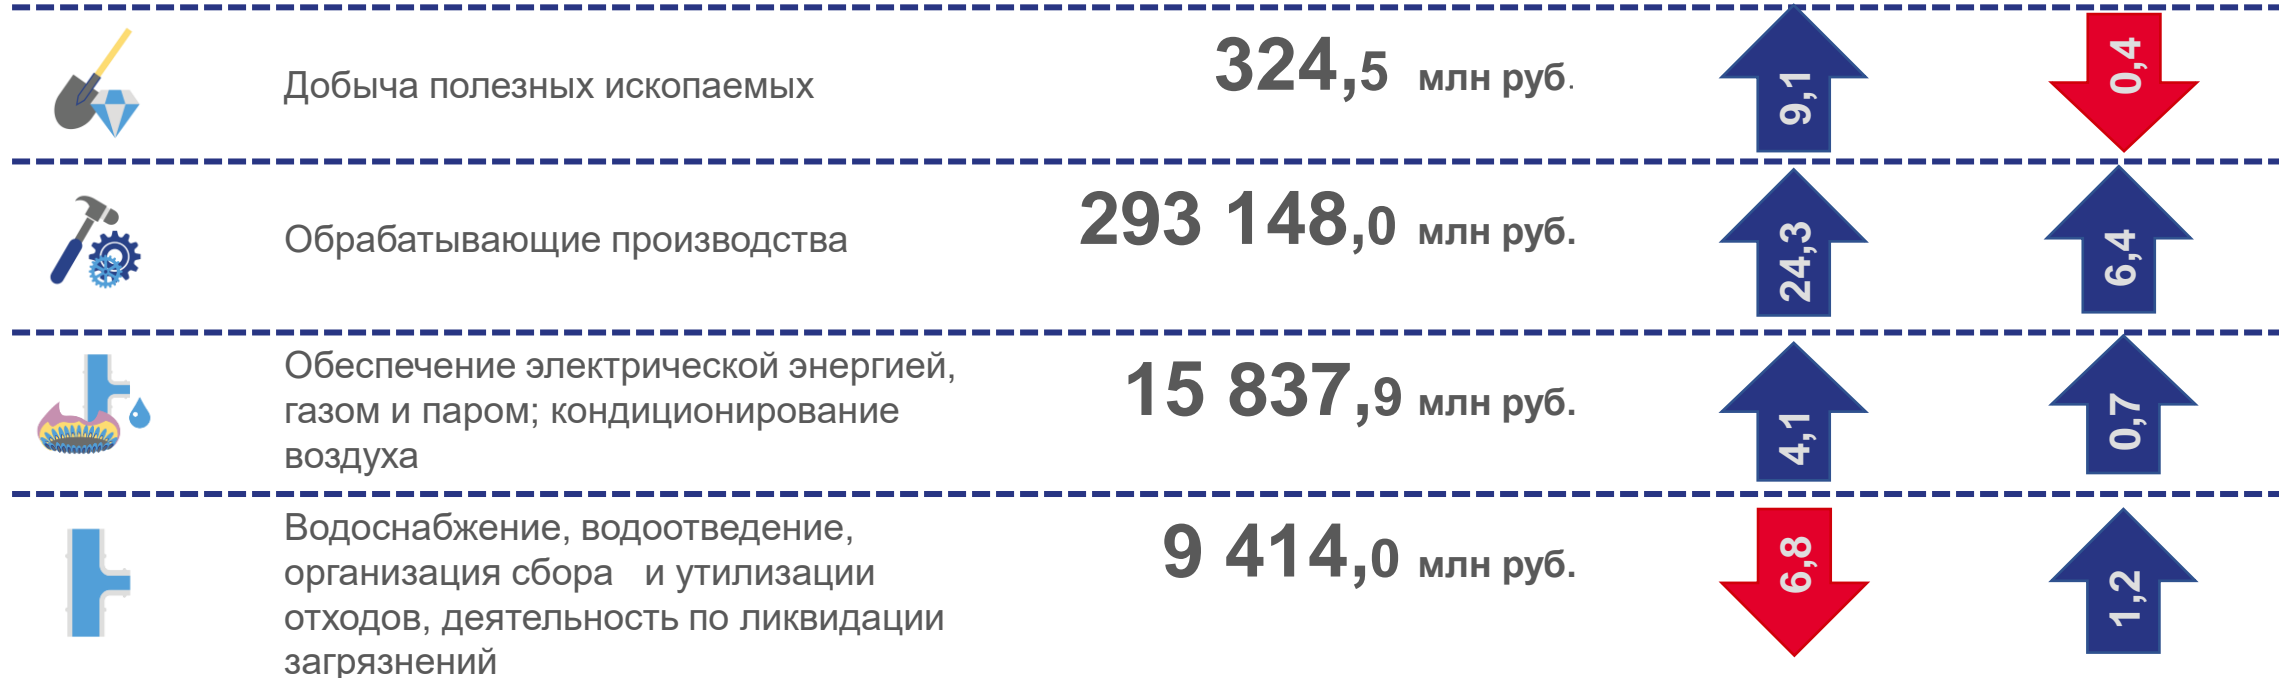 Добыча полезных ископаемых 324,5 млн руб. 9,1 0,4
Обрабатывающие производства 293 148,0 млн руб. 24,3 6,4
Обеспечение электрической энергией,
газом и паром; кондиционирование
воздуха
15 837,9 млн руб. 4,1 0,7
Водоснабжение, водоотведение,
организация сбора и утилизации
отходов, деятельность по ликвидации
загрязнений
9 414,0 млн руб. 6,8 1,2